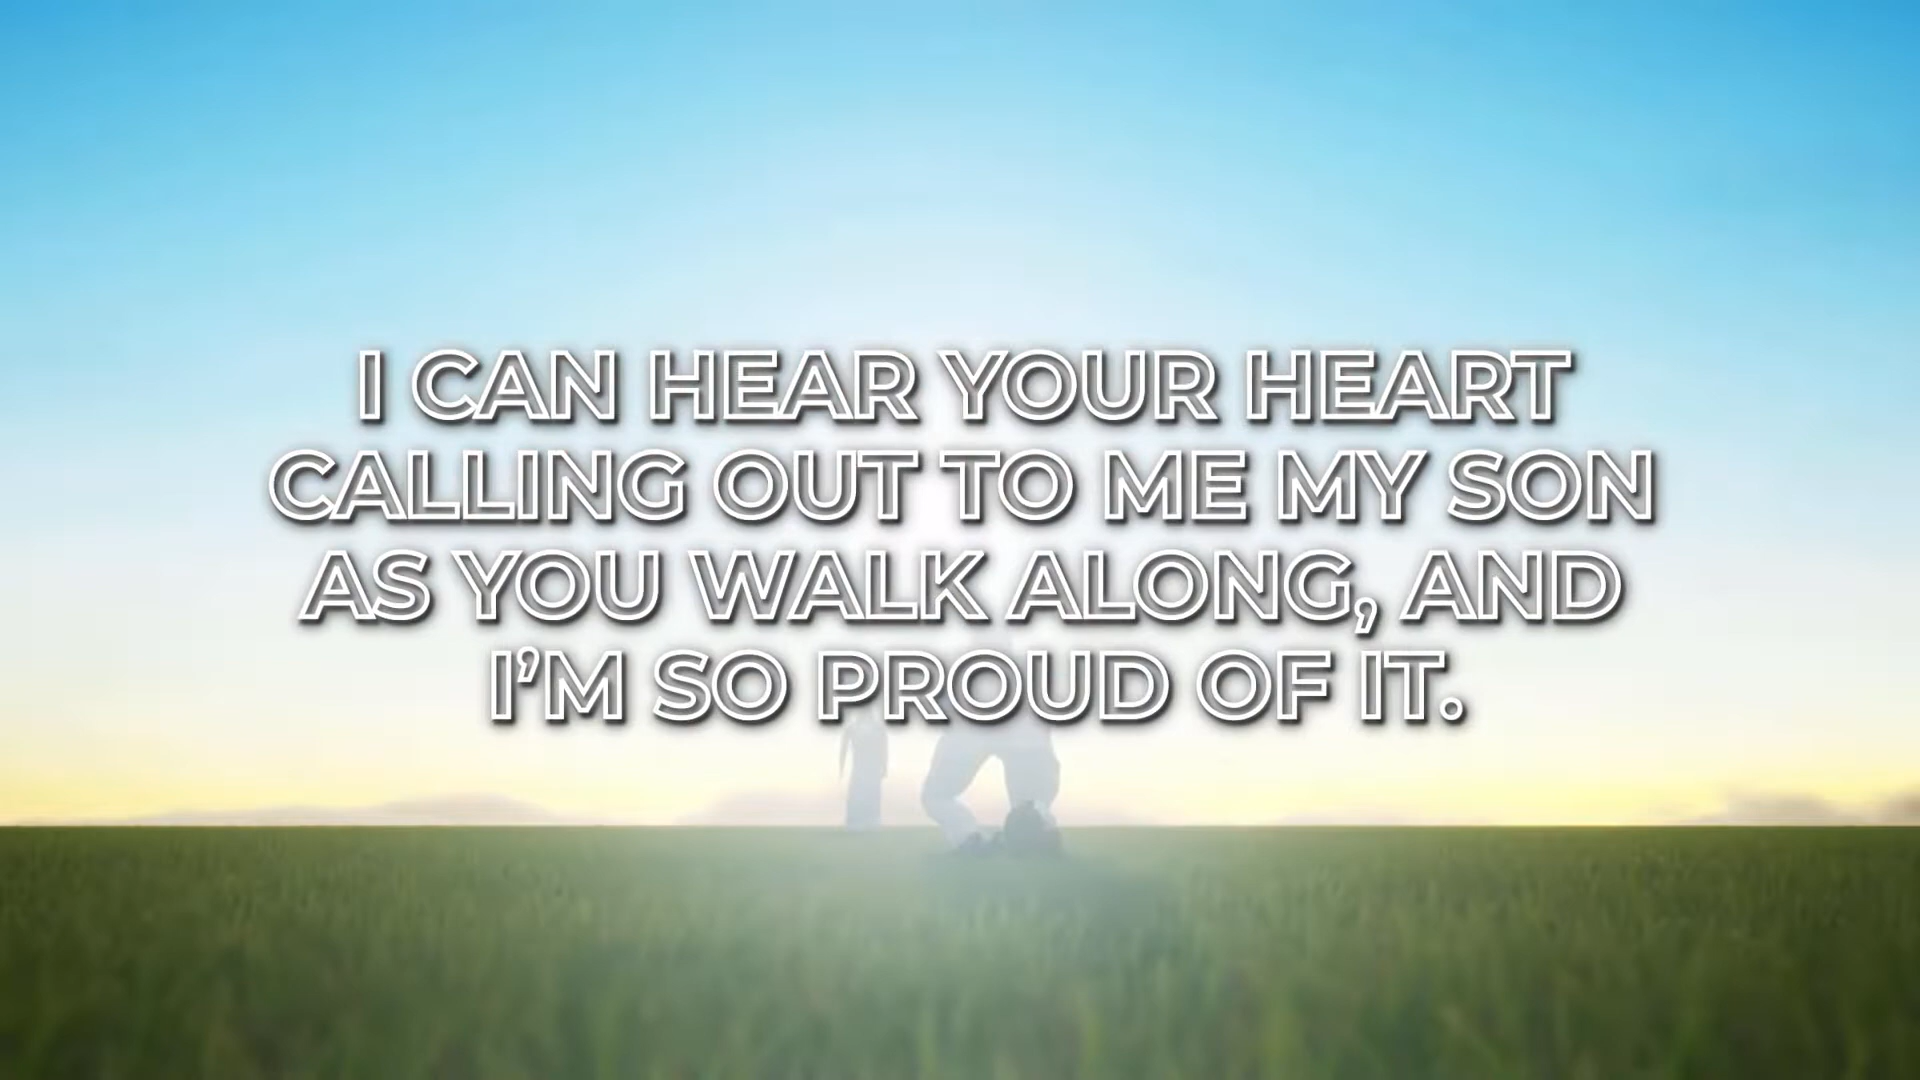 I CAN HEAR YOUR HEART
CALLING OUT TO ME MY SON
AS YOU WALK ALONG, AND
I'M SO PROUD OF IT.